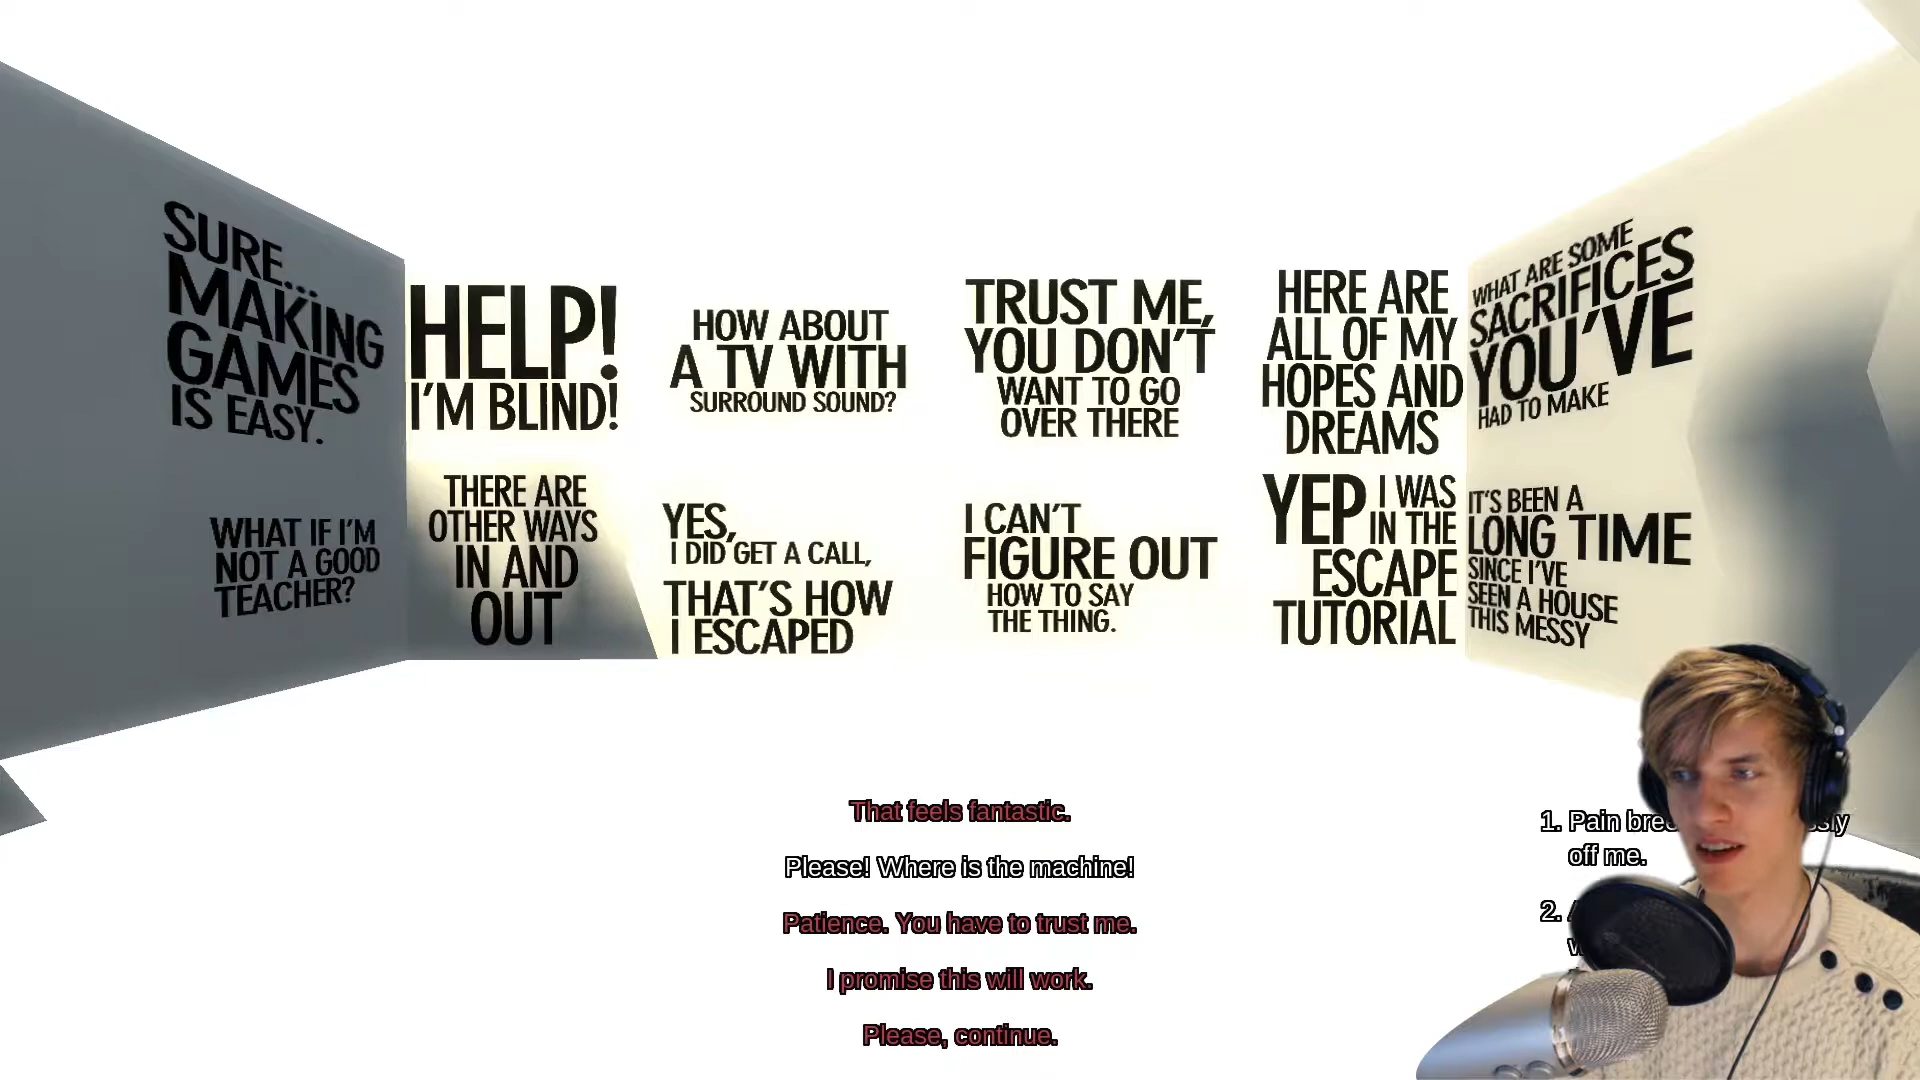 SURE...
MAKING
GAMES
IS EASY.
WHAT IF I'M
NOT A GOOD
TEACHER?
HELP!
I'M BLIND!
THERE ARE
OTHER WAYS
IN AND
OUT
HOW ABOUT
A TV WITH
SURROUND SOUND?
YES,
I DID GET A CALL,
THAT'S HOW
I ESCAPED
TRUST ME,
YOU DON'T
WANT TO GO
OVER THERE
I CAN'T
FIGURE OUT
HOW TO SAY
THE THING.
HERE ARE
ALL OF MY
HOPES AND
DREAMS
YEP I WAS
IN THE
ESCAPE
TUTORIAL
WHAT ARE SOME
SACRIFICES
YOU'VE
HAD TO MAKE
IT'S BEEN A
LONG TIME
SINCE I'VE
SEEN A HOUSE
THIS MESSY
That feels fantastic.
Please! Where is the machine!
Patience. You have to trust me.
I promise this will work.
Please, continue.
1. Pain
off me.
2.